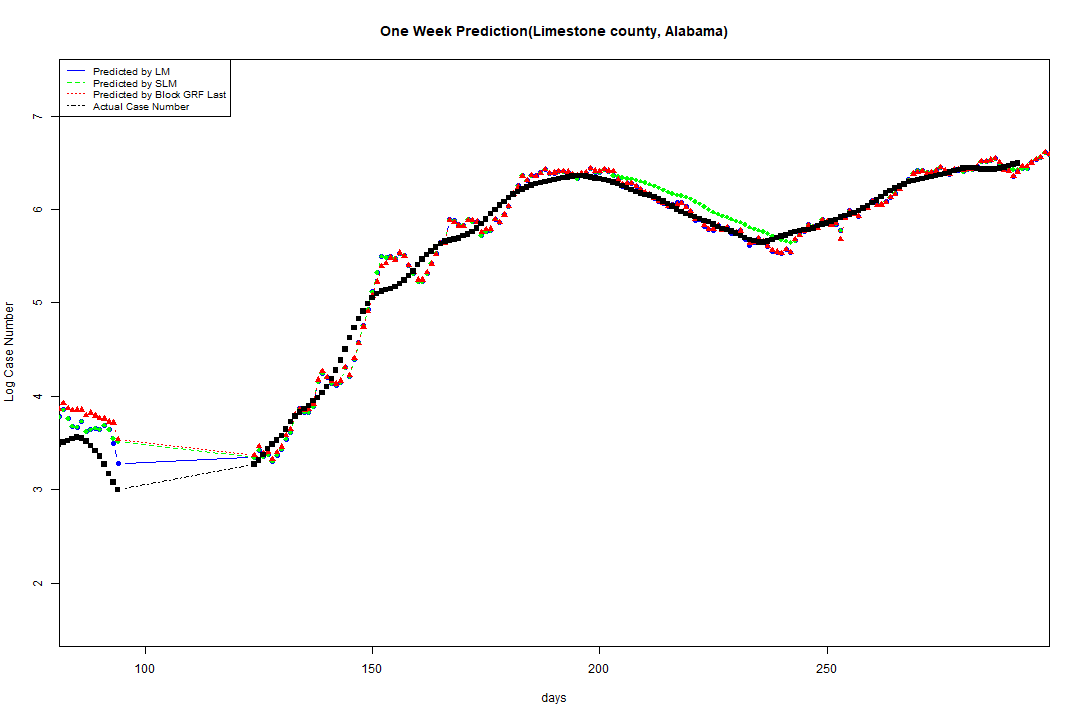 One Week Prediction(Limestone county, Alabama)
Predicted by LM
Predicted by SLM
Predicted by Block GRF Last
Actual Case Number
7
6
5
4
3
2
Log Case Number
100 150 200 250
days